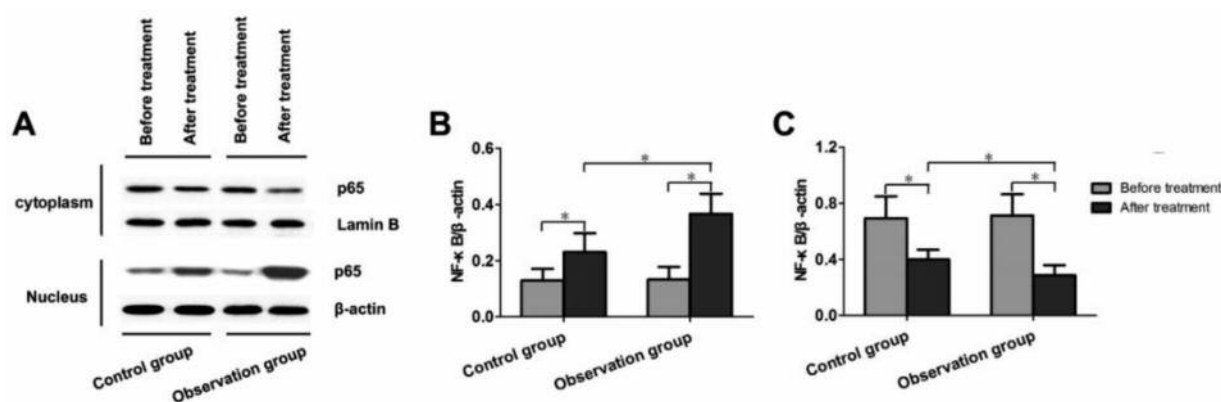 Before treatment
After treatment
Before treatment
After treatment
A
cytoplasm
p65
Lamin B
Nucleus
p65
β-actin
Control group
Observation group
B
NF-κ B/β -actin
0.6
0.4
0.2
0.0
*
*
*
Control group
Observation group
C
NF-κ B/β -actin
1.2
0.8
0.4
0.0
*
*
*
Control group
Observation group
Before treatment
After treatment